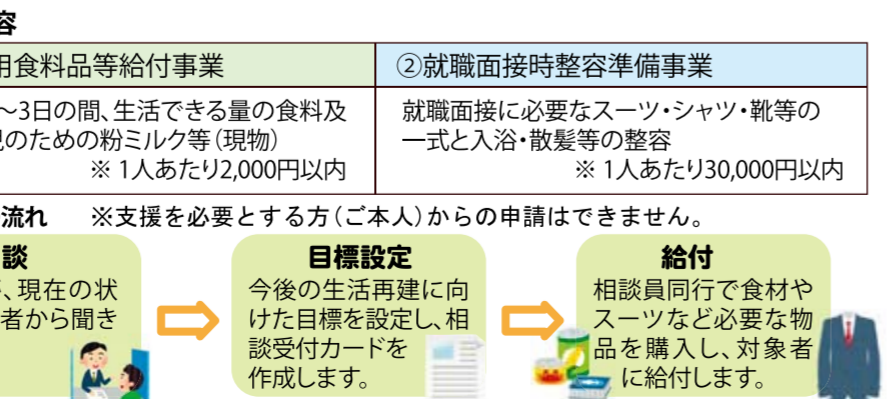 容
用食料品等給付事業
②就職面接時整容準備事業
~3日の間、生活できる量の食料及
児のための粉ミルク等(現物)
※ 1人あたり2,000円以内
就職面接に必要なスーツ・シャツ・靴等の
一式と入浴・散髪等の整容
※ 1人あたり30,000円以内
流れ ※支援を必要とする方(ご本人)からの申請はできません。
談
、現在の状
者から聞き
目標設定
今後の生活再建に向
けた目標を設定し、相
談受付カードを
作成します。
給付
相談員同行で食材や
スーツなど必要な物
品を購入し、対象者
に給付します。